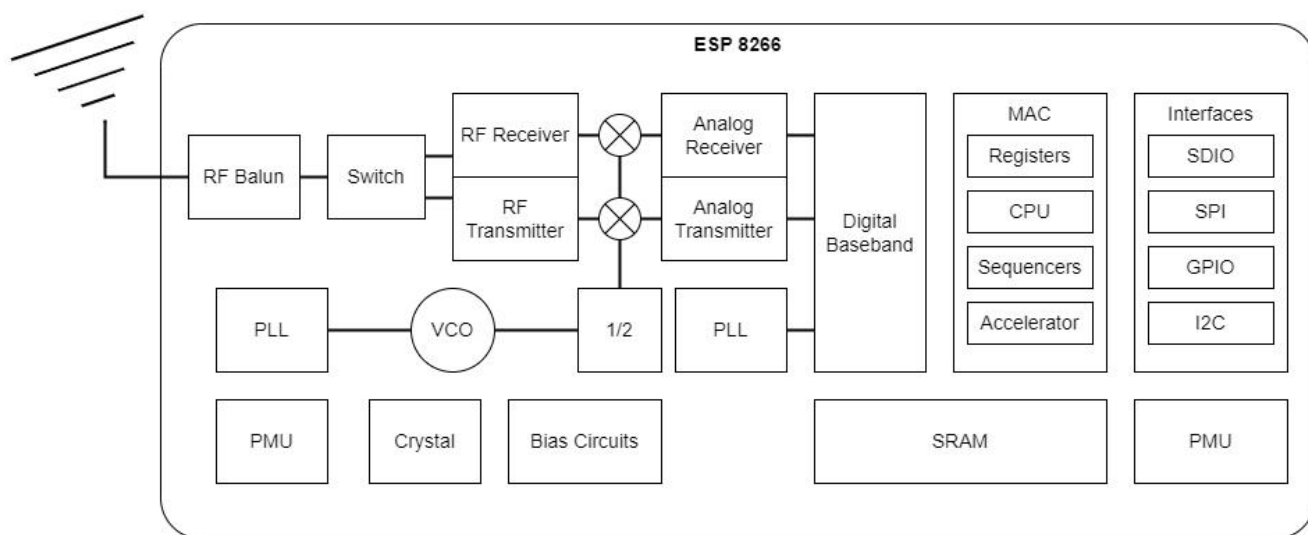 ESP 8266
RF Balun
Switch
RF Receiver
RF
Transmitter
Analog
Receiver
Analog
Transmitter
Digital
Baseband
MAC
Registers
CPU
Sequencers
Accelerator
Interfaces
SDIO
SPI
GPIO
I2C
PLL
VCO
1/2
PLL
PMU
Crystal
Bias Circuits
SRAM
PMU